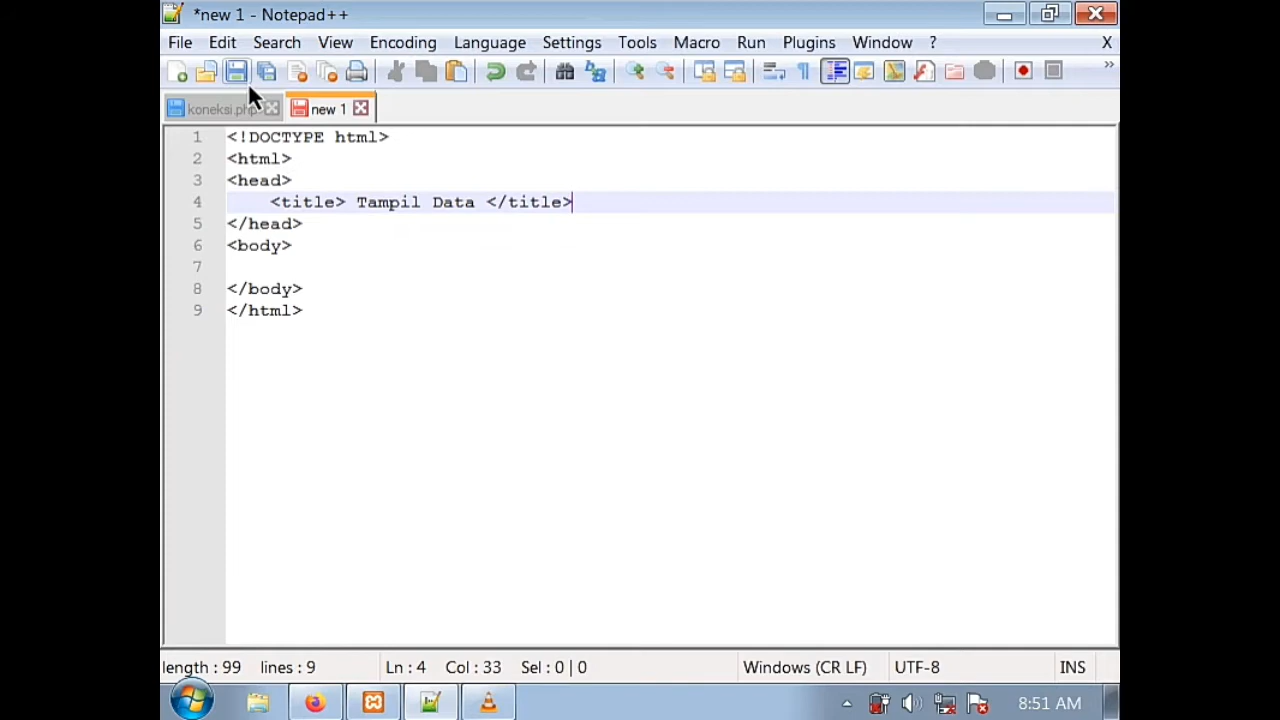 *new 1 - Notepad++
File Edit Search View Encoding Language Settings Tools Macro Run Plugins Window ? X
koneksi.php new 1
1 <!DOCTYPE html>
2 <html>
3 <head>
4 <title> Tampil Data </title>
5 </head>
6 <body>
7
8 </body>
9 </html>
length : 99 lines : 9 Ln : 4 Col : 33 Sel : 0 | 0 Windows (CR LF) UTF-8 INS
8:51 AM